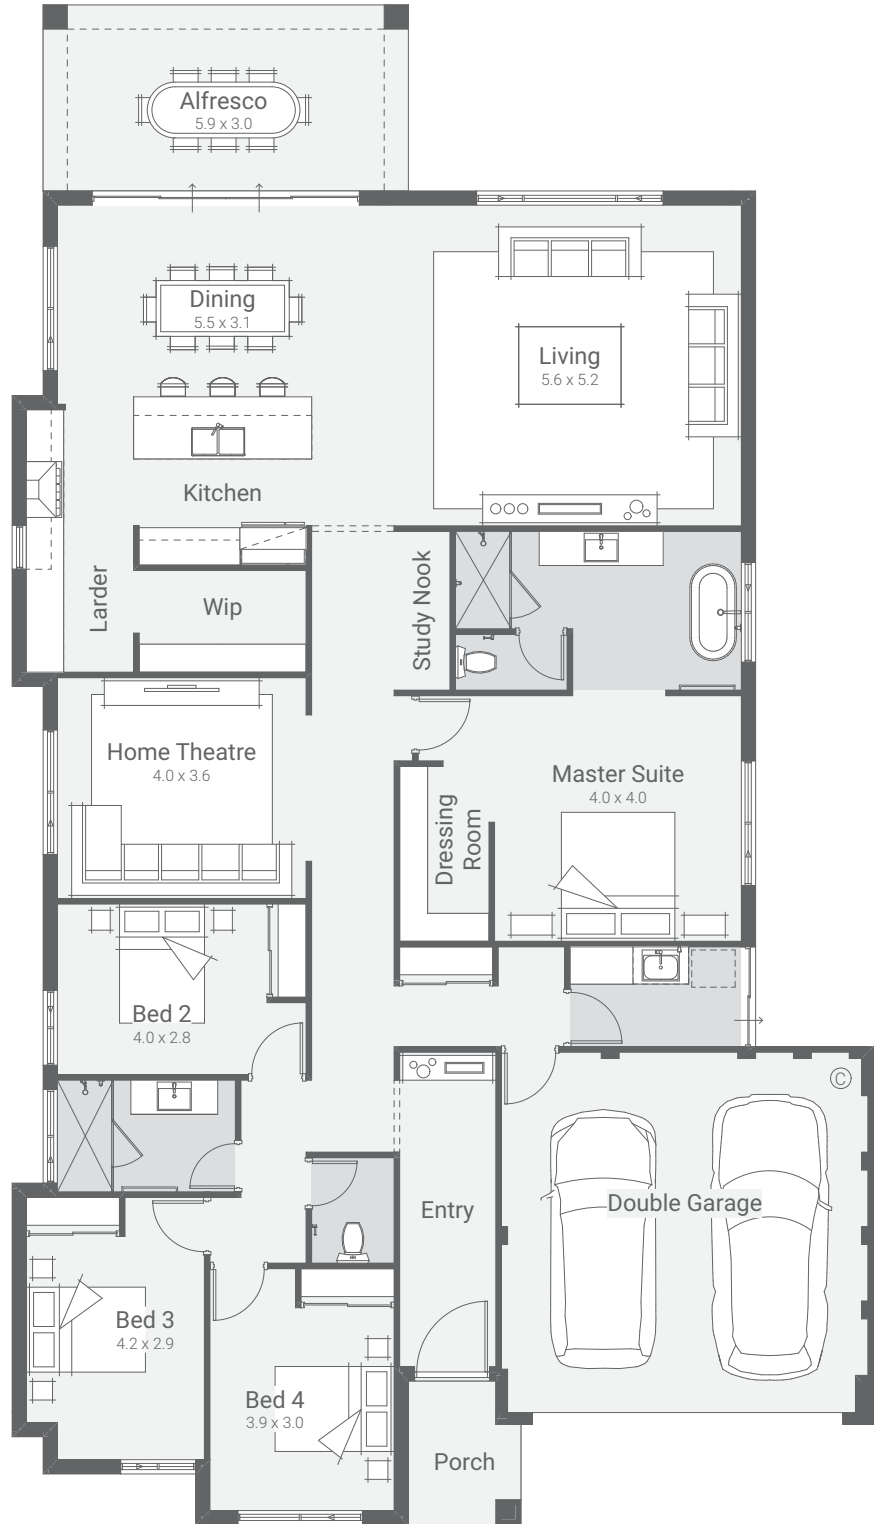 Alfresco
5.9 x 3.0
Dining
5.5 x 3.1
Living
5.6 x 5.2
Kitchen
Larder
Wip
Study Nook
Home Theatre
4.0 x 3.6
Master Suite
4.0 x 4.0
Dressing
Room
Bed 2
4.0 x 2.8
C
Double Garage
Entry
Bed 3
4.2 x 2.9
Bed 4
3.9 x 3.0
Porch